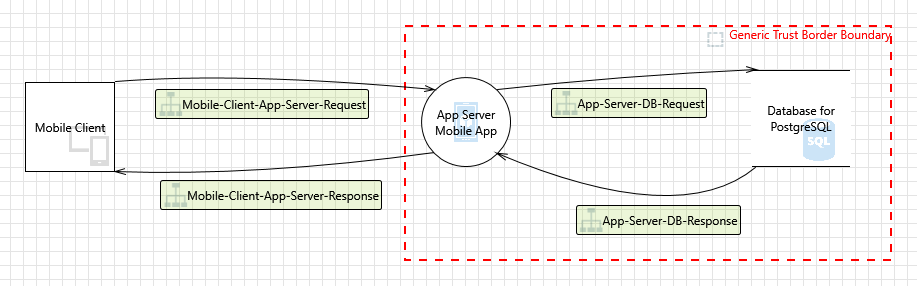 Generic Trust Border Boundary
Mobile-Client-App-Server-Request
App-Server-DB-Request
Mobile Client
App Server
Mobile App
Database for
PostgreSQL
SQL
Mobile-Client-App-Server-Response
App-Server-DB-Response